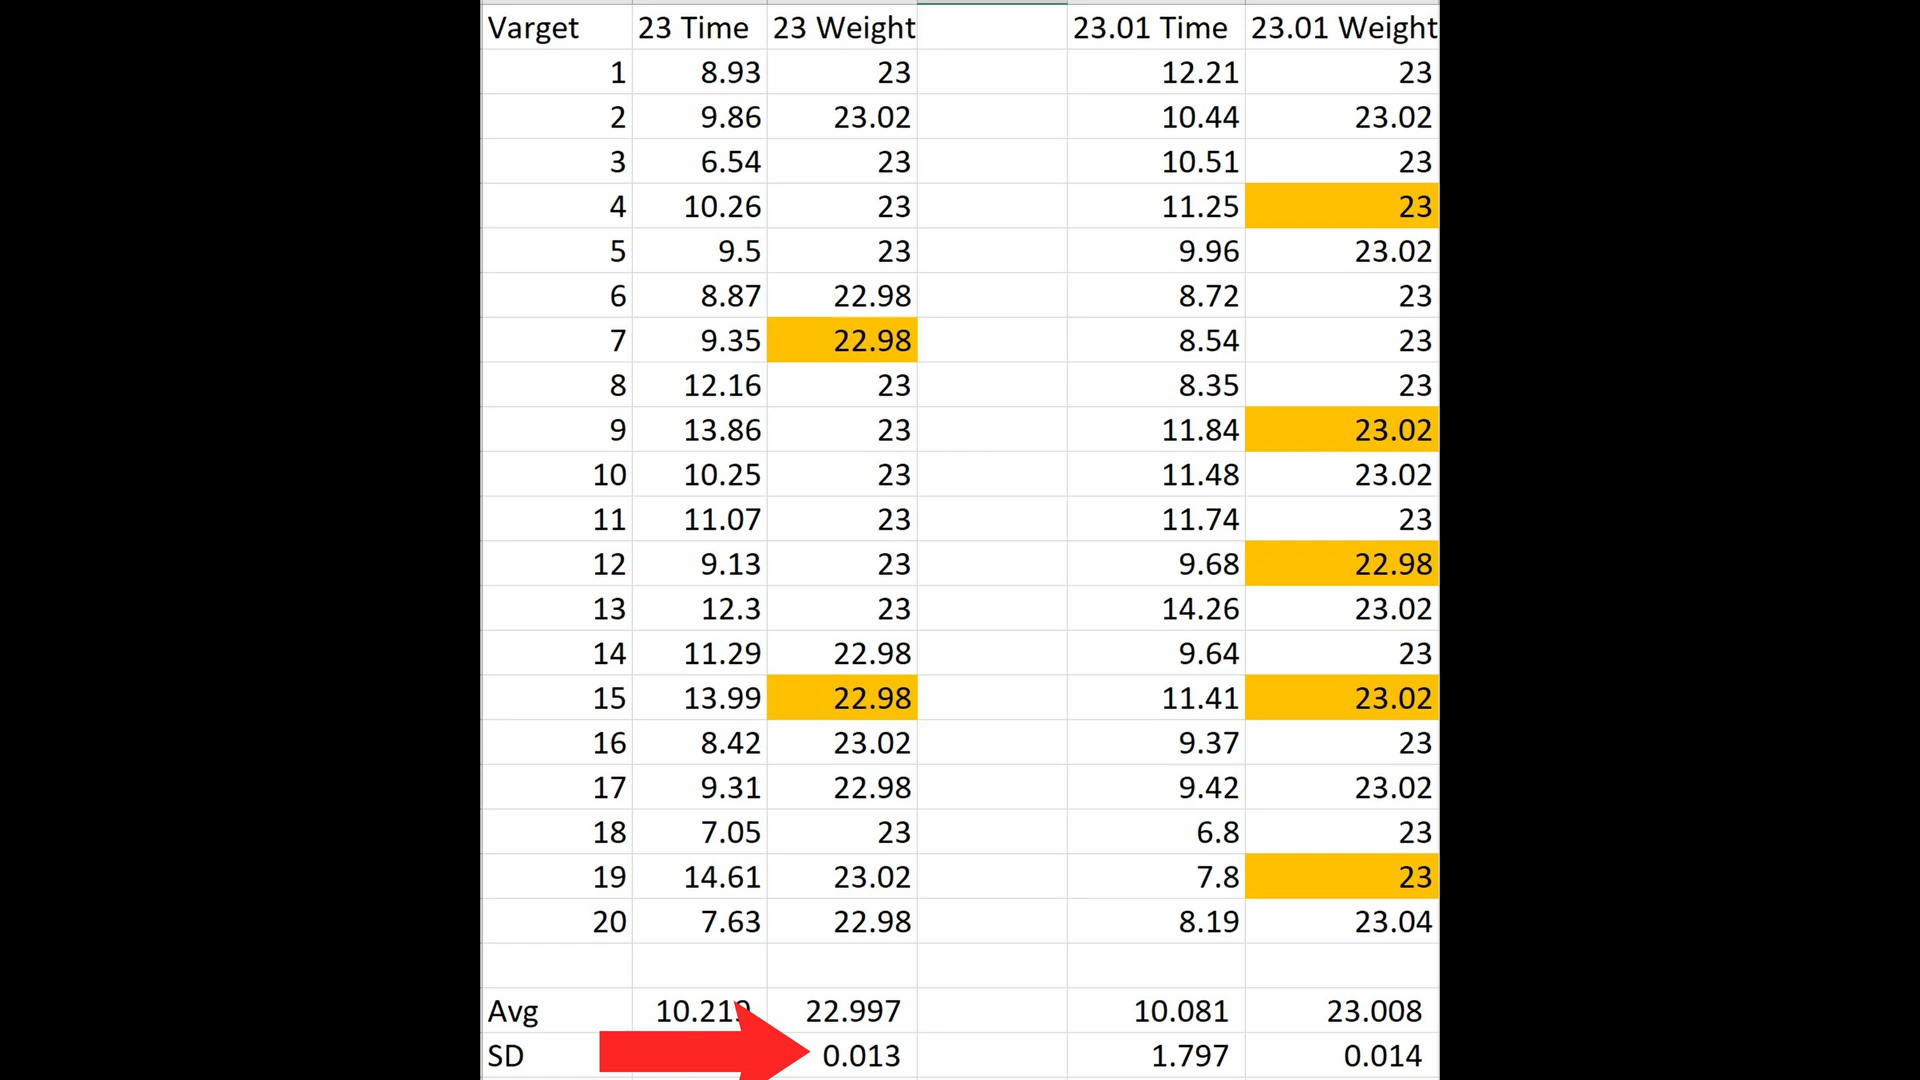 Varget 23 Time 23 Weight 23.01 Time 23.01 Weight
1 8.93 23 12.21 23
2 9.86 23.02 10.44 23.02
3 6.54 23 10.51 23
4 10.26 23 11.25 23
5 9.5 23 9.96 23.02
6 8.87 22.98 8.72 23
7 9.35 22.98 8.54 23
8 12.16 23 8.35 23
9 13.86 23 11.84 23.02
10 10.25 23 11.48 23.02
11 11.07 23 11.74 23
12 9.13 23 9.68 22.98
13 12.3 23 14.26 23.02
14 11.29 22.98 9.64 23
15 13.99 22.98 11.41 23.02
16 8.42 23.02 9.37 23
17 9.31 22.98 9.42 23.02
18 7.05 23 6.8 23
19 14.61 23.02 7.8 23
20 7.63 22.98 8.19 23.04
Avg 10.219 22.997 10.081 23.008
SD 0.013 1.797 0.014